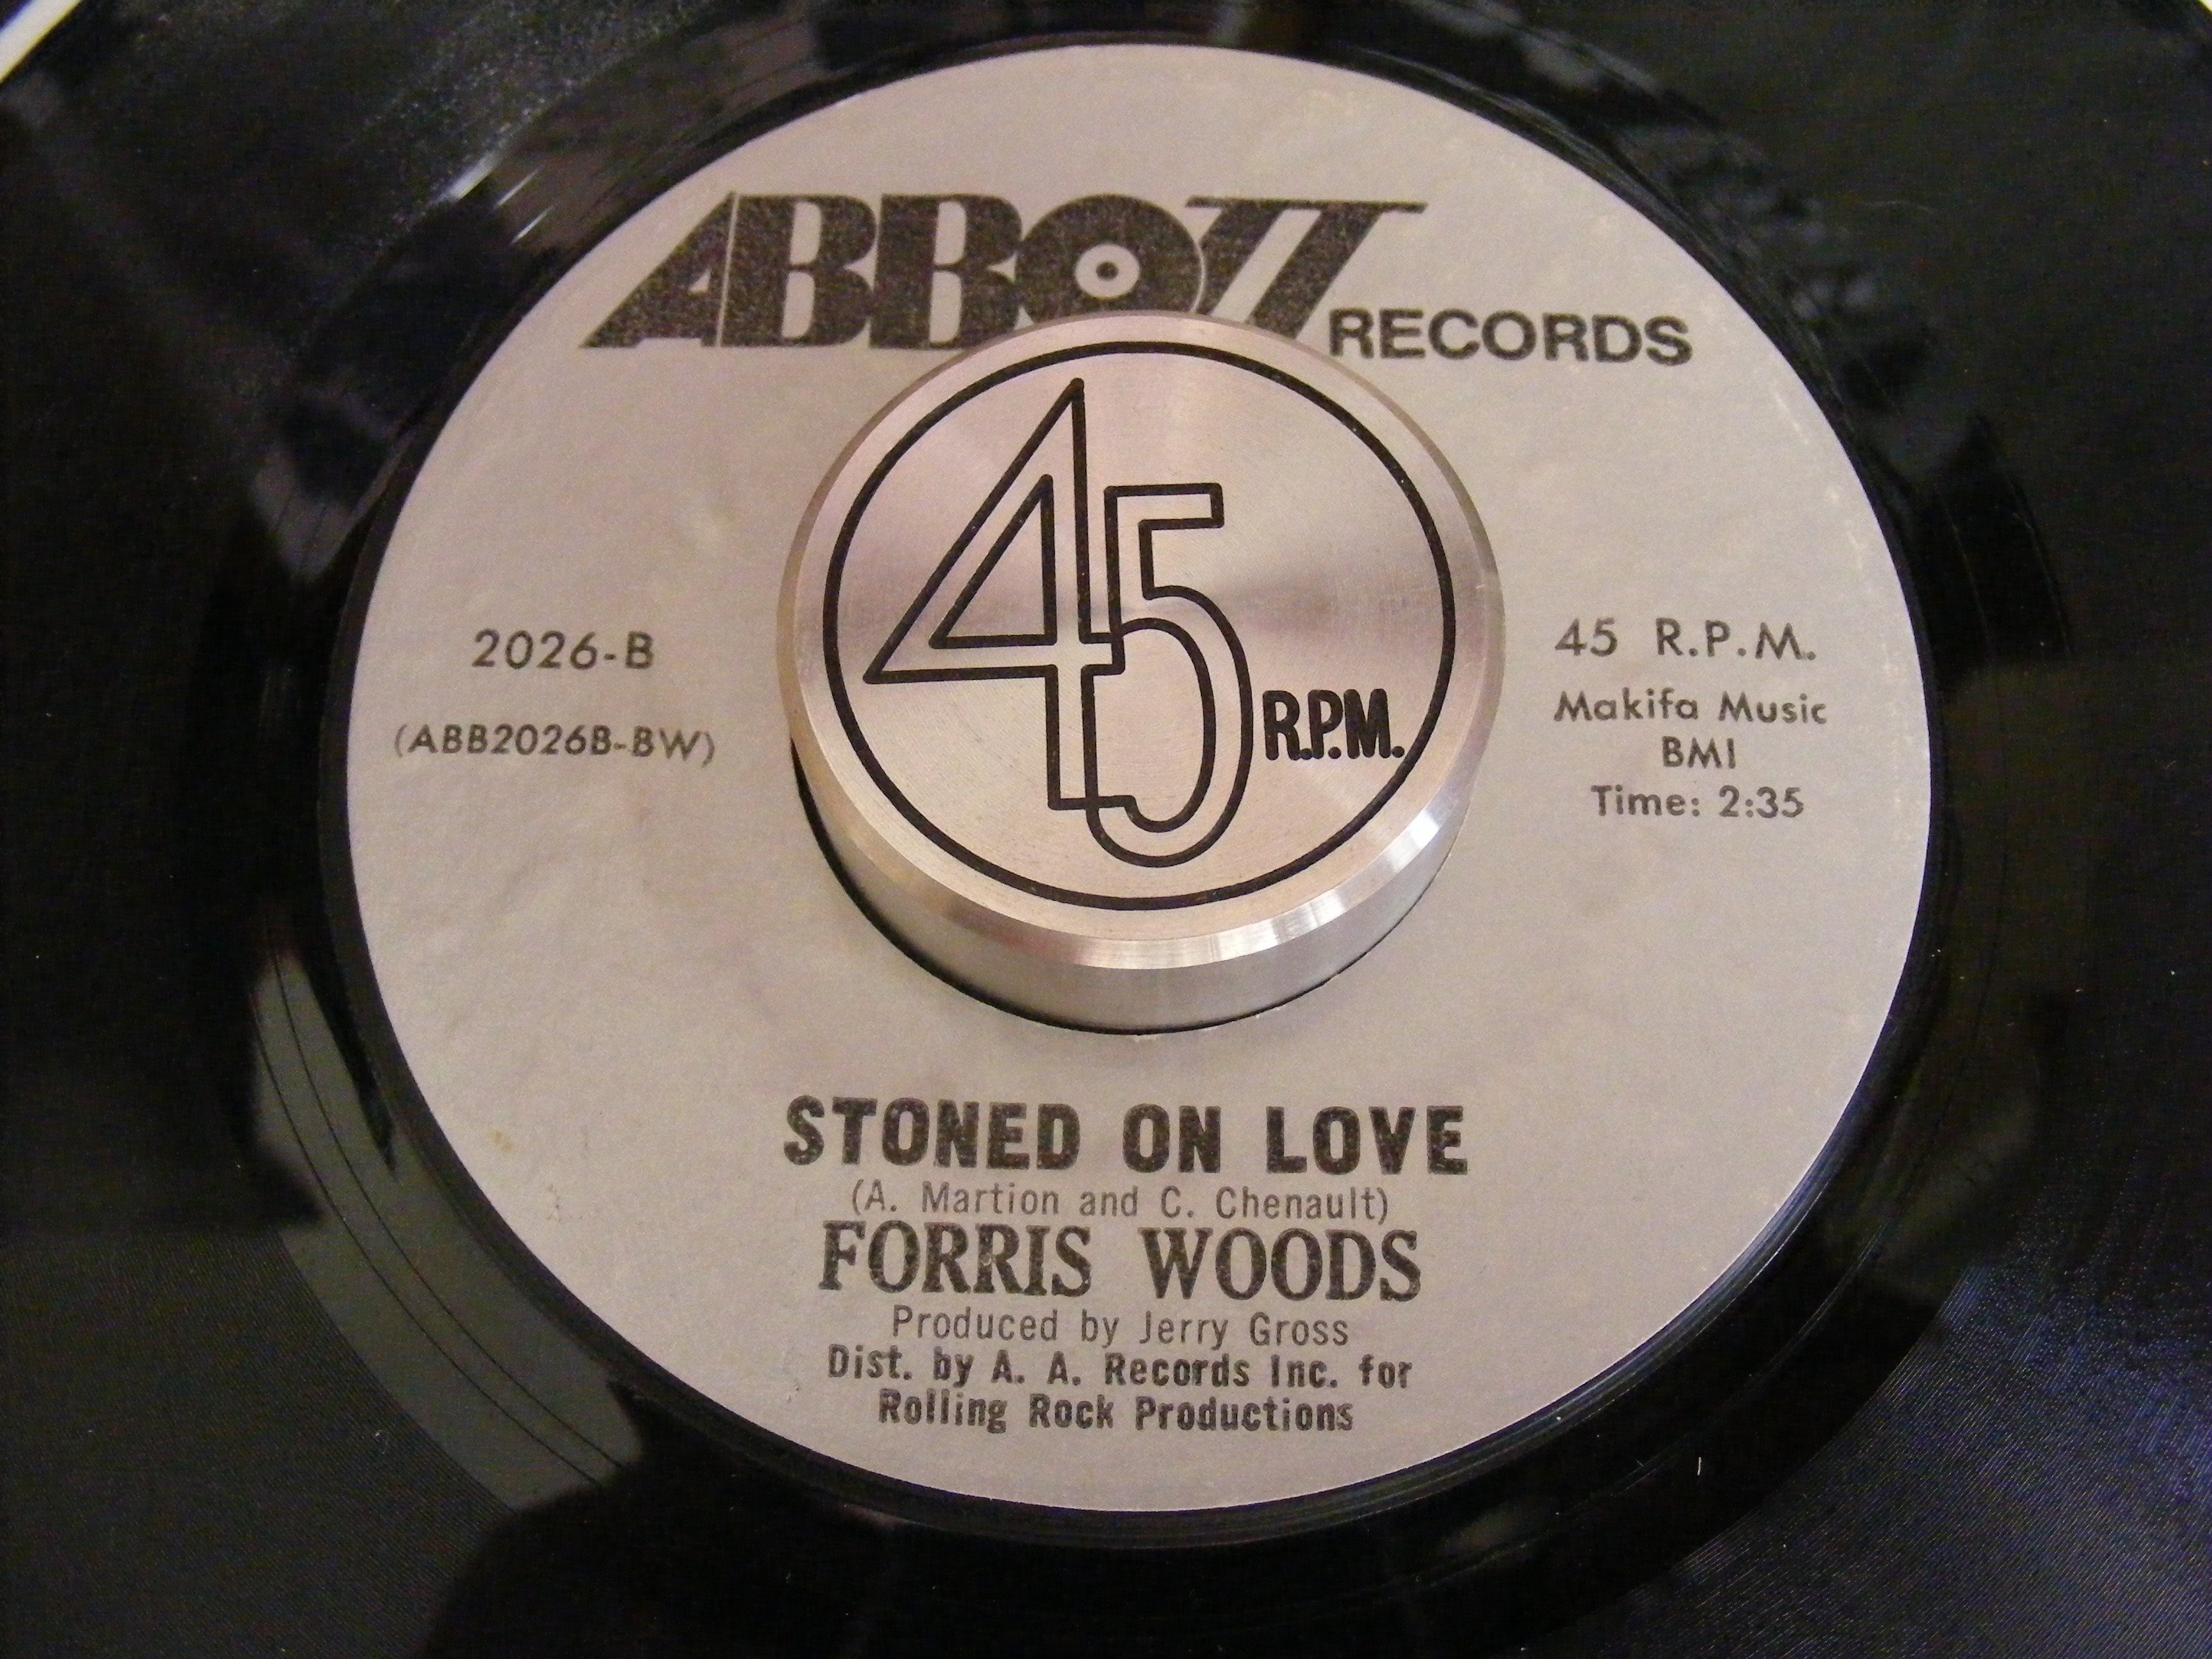 ABBOTT RECORDS
45 R.P.M.
2026-B
(ABB2026B-BW)
45 R.P.M.
Makifa Music
BMI
Time: 2:35
STONED ON LOVE
(A. Martion and C. Chenault)
FORRIS WOODS
Produced by Jerry Gross
Dist. by A. A. Records Inc. for
Rolling Rock Productions